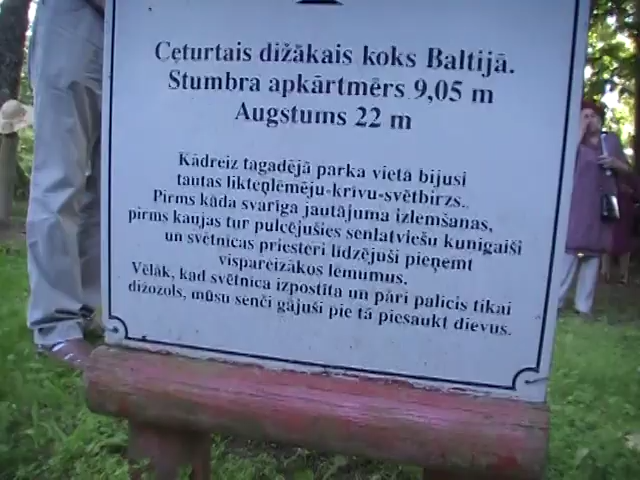 Ceturtais dižākais koks Baltijā.
Stumbra apkārtmērs 9,05 m
Augstums 22 m
Kādreiz tagadējā parka vietā bijusi
tautas likteņlēmēju-krīvu-svētbirzs.
Pirms kāda svarīga jautājuma izlemšanas,
pirms kaujas tur pulcējušies senlatviešu kunigaiši
un svētnīcas priesteri līdzējuši pieņemt
vispareizākos lēmumus.
Vēlāk, kad svētnīca izpostīta un pāri palicis tikai
dižozols, mūsu senči gājuši pie tā piesaukt dievus.